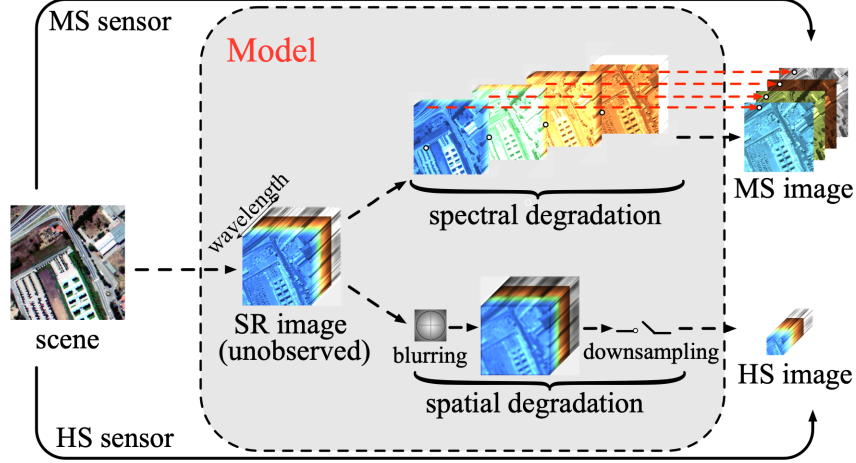 MS sensor
Model
wavelength
MS image
spectral degradation
scene
SR image
(unobserved)
blurring
downsampling
HS image
spatial degradation
HS sensor